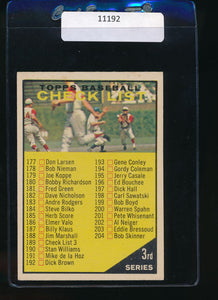 11192
TOPPS BASEBALL
CHECK LIST
177 Don Larsen
178 Bob Nieman
179 Joe Koppe
180 Bobby Richardson
181 Fred Green
182 Dave Nicholson
183 Andre Rodgers
184 Steve Bilko
185 Herb Score
186 Elmer Valo
187 Billy Klaus
188 Jim Marshall
189 Check List 3
190 Stan Williams
191 Mike de la Hoz
192 Dick Brown
193 Gene Conley
194 Gordy Coleman
195 Jerry Casale
196 Ed Bouchee
197 Dick Hall
198 Carl Sawatski
199 Bob Boyd
200 Warren Spahn
201 Pete Whisenant
202 Al Neiger
203 Eddie Bressoud
204 Bob Skinner
3rd
SERIES